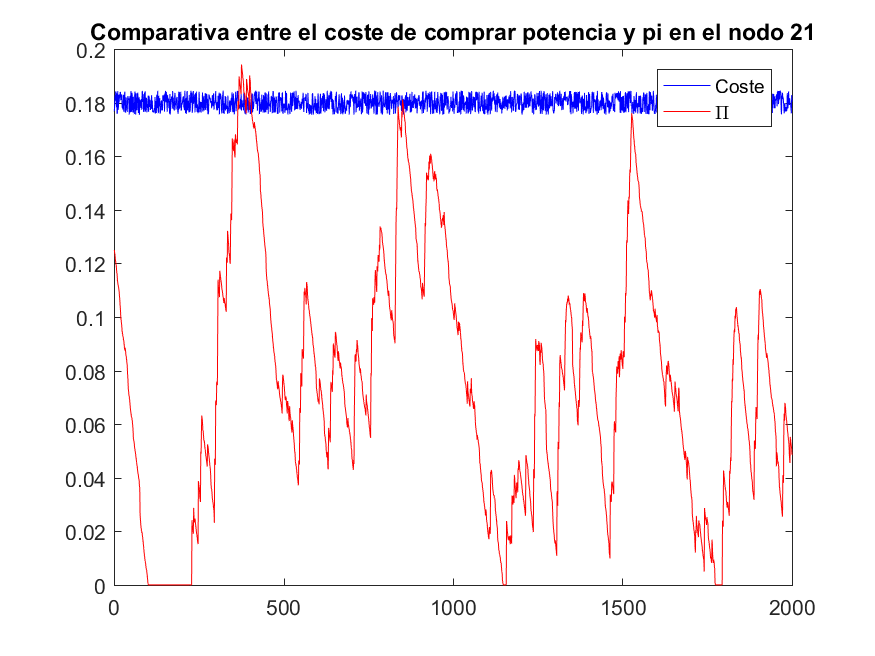 Comparativa entre el coste de comprar potencia y pi en el nodo 21
0.2
0.18
0.16
0.14
0.12
0.1
0.08
0.06
0.04
0.02
0
Coste
Π
0 500 1000 1500 2000